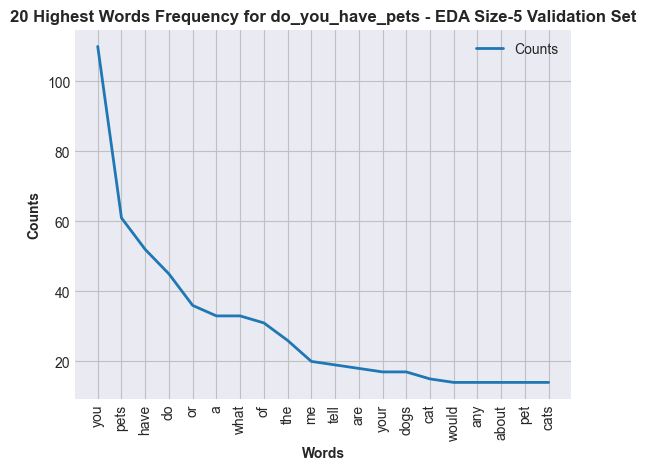 20 Highest Words Frequency for do_you_have_pets - EDA Size-5 Validation Set
Counts
100
80
60
40
20
Counts
you
pets
have
do
or
a
what
of
the
me
tell
are
your
dogs
cat
would
any
about
pet
cats
Words